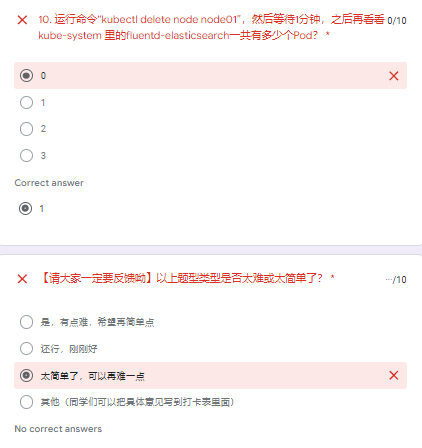 10. 运行命令“kubectl delete node node01”，然后等待1分钟，之后再看看 0/10
kube-system 里的fluentd-elasticsearch一共有多少个Pod？ *
0
1
2
3
Correct answer
1
【请大家一定要反馈呦】以上题型类型是否太难或太简单了？ * …/10
是，有点难，希望再简单点
还行，刚刚好
太简单了，可以再难一点
其他（同学们可以把具体意见写到打卡表里面）
No correct answers